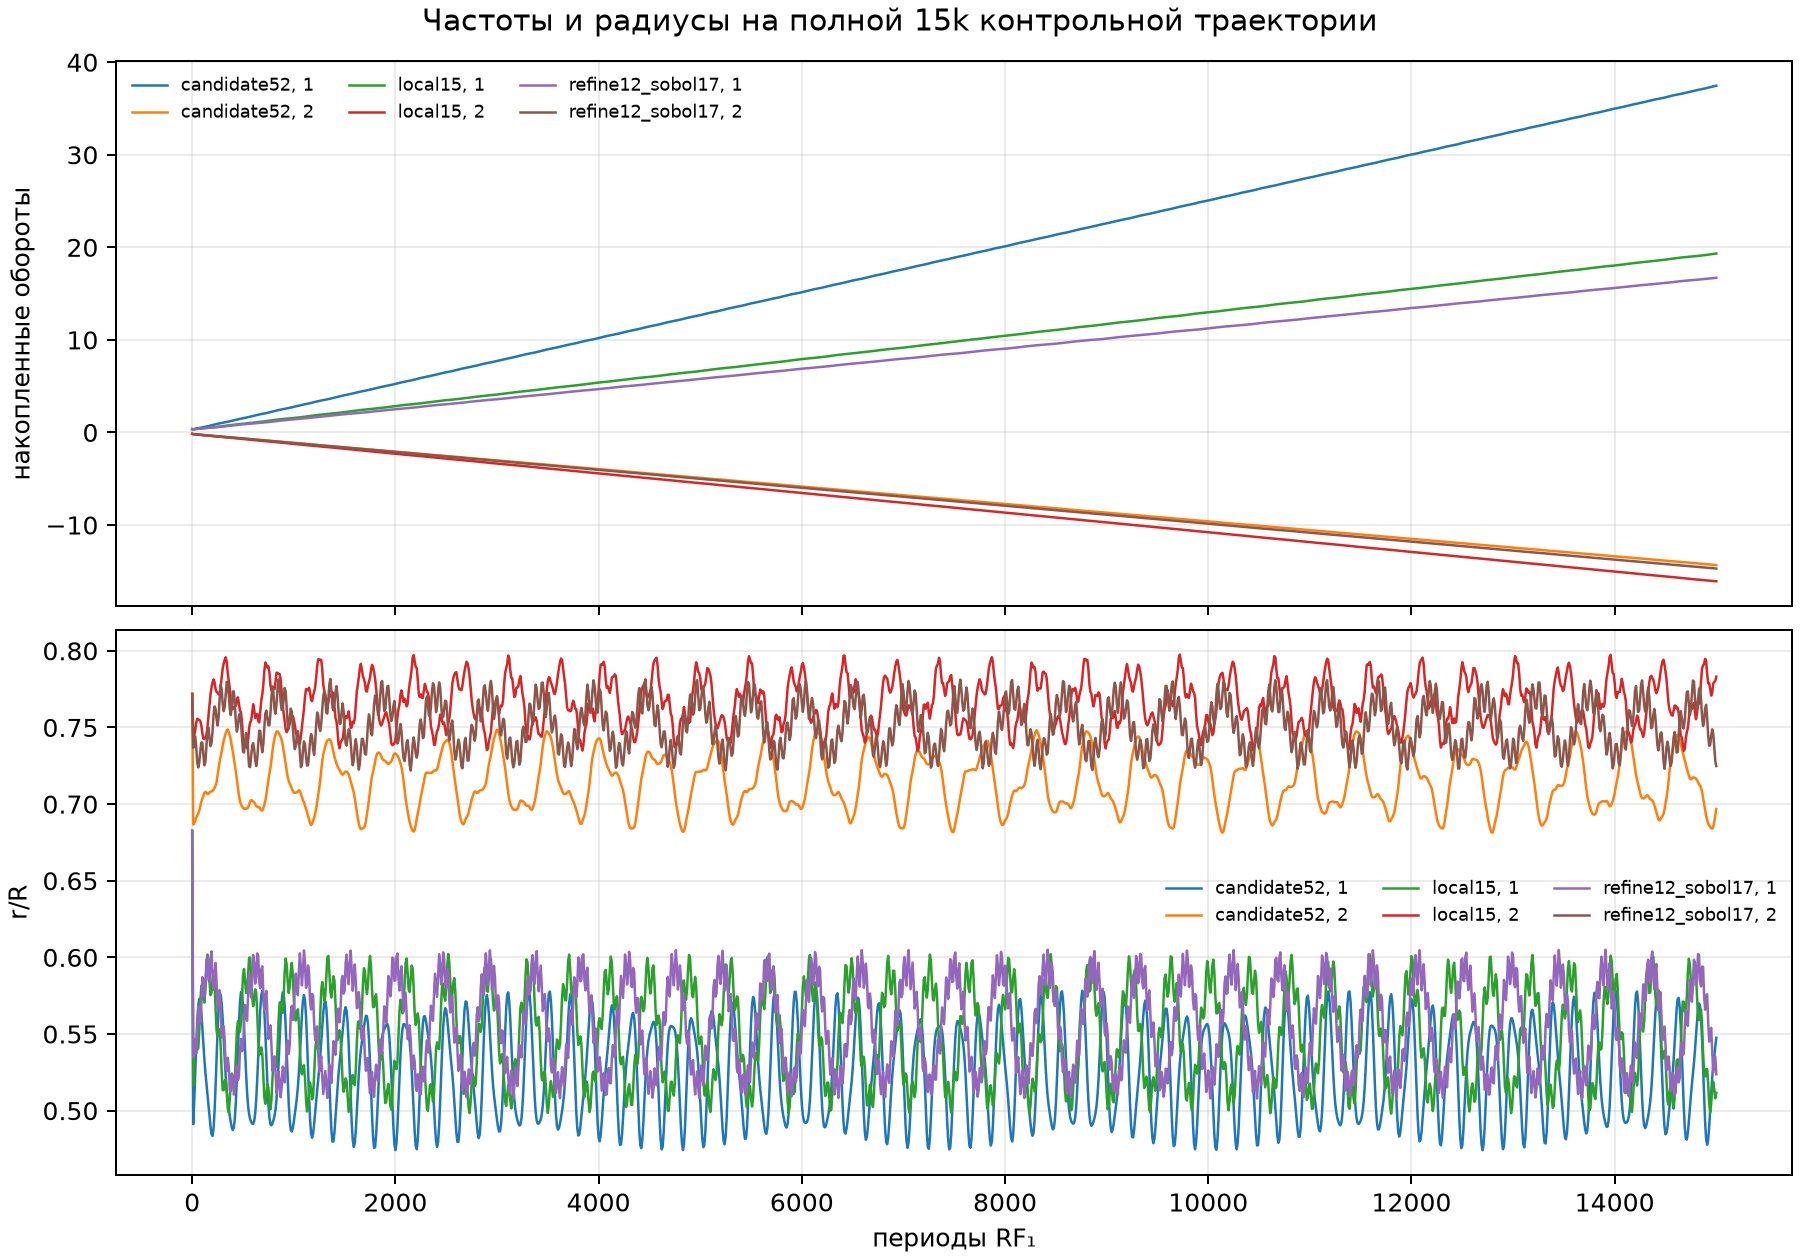 Частоты и радиусы на полной 15k контрольной траектории
40
30
20
10
0
−10
накопленные обороты
candidate52, 1 local15, 1 refine12_sobol17, 1
candidate52, 2 local15, 2 refine12_sobol17, 2
0.80
0.75
0.70
0.65
0.60
0.55
0.50
r/R
candidate52, 1 local15, 1 refine12_sobol17, 1
candidate52, 2 local15, 2 refine12_sobol17, 2
0 2000 4000 6000 8000 10000 12000 14000
периоды RF₁